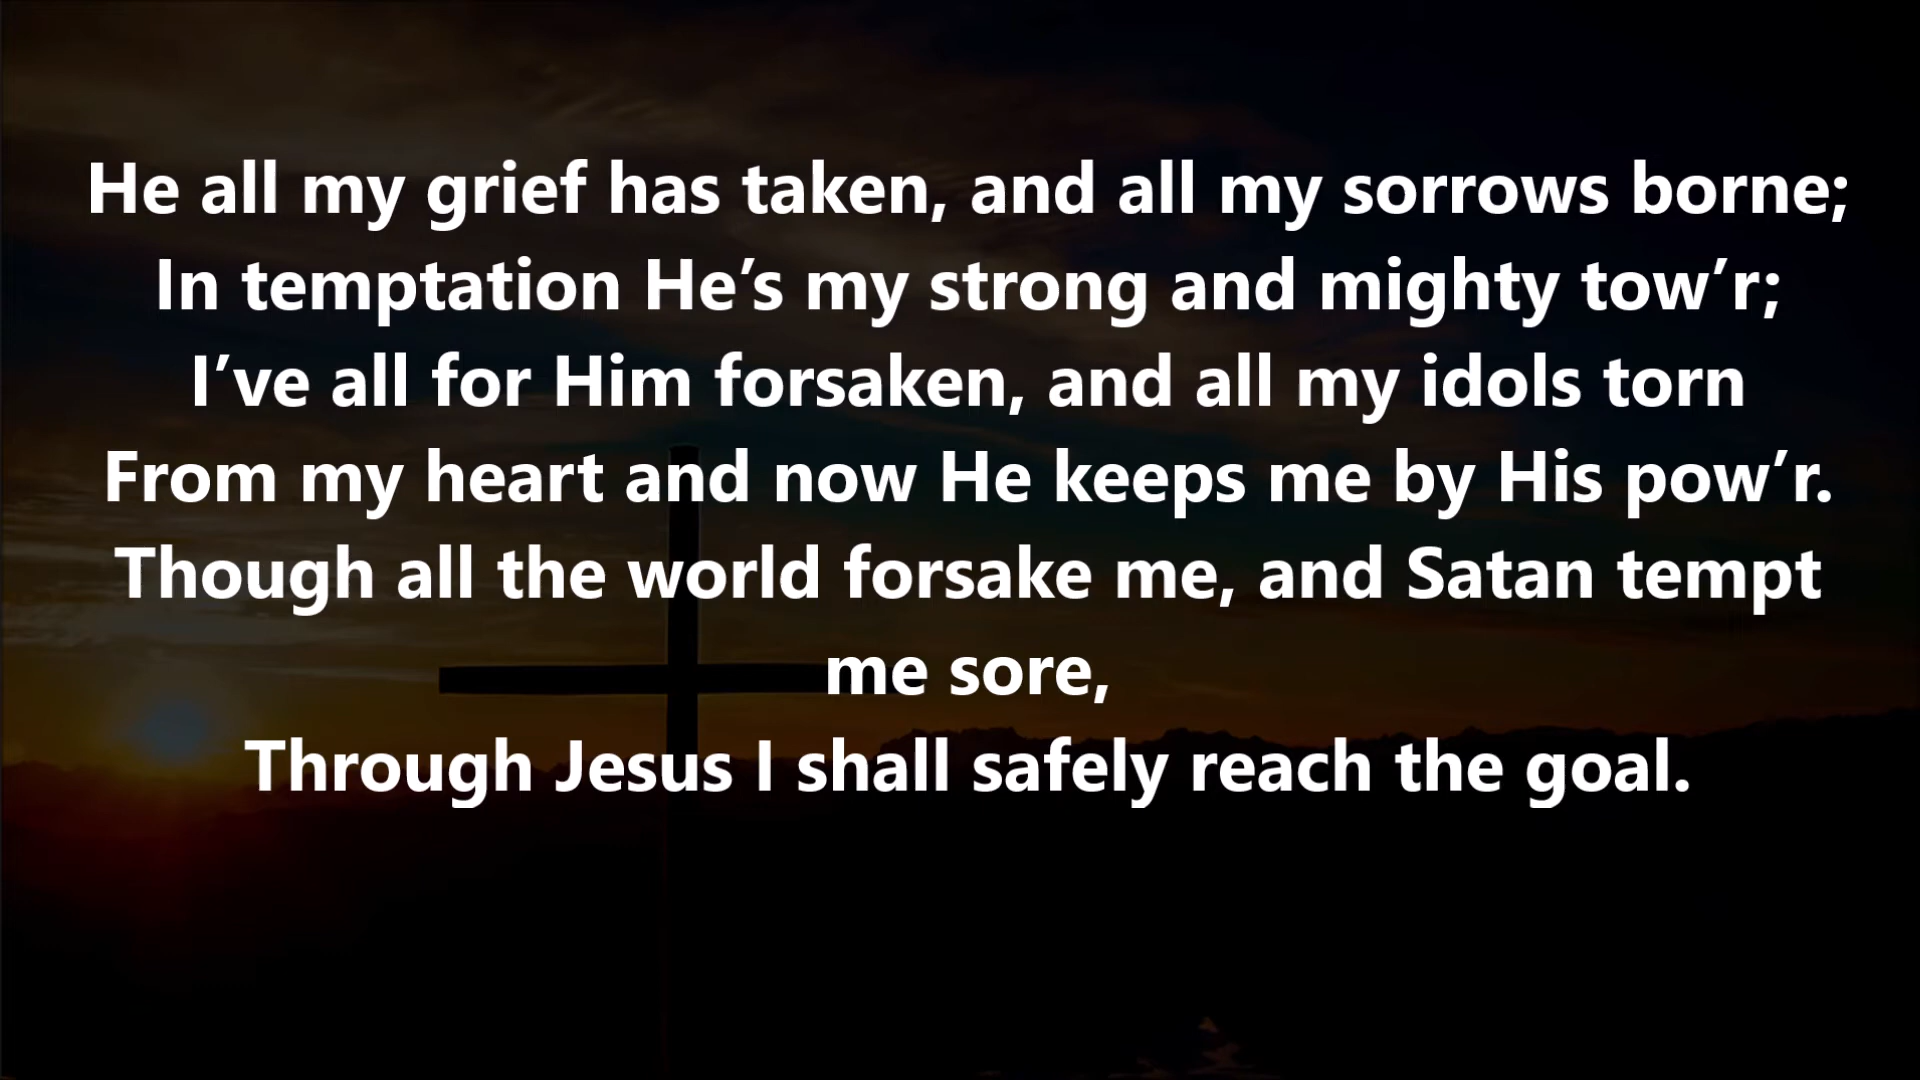 He all my grief has taken, and all my sorrows borne;
In temptation He’s my strong and mighty tow’r;
I’ve all for Him forsaken, and all my idols torn
From my heart and now He keeps me by His pow’r.
Though all the world forsake me, and Satan tempt
me sore,
Through Jesus I shall safely reach the goal.